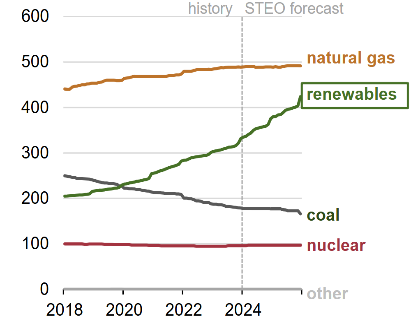 history STEO forecast
600
natural gas
500
renewables
400
300
200
coal
nuclear
100
0
other
2018 2020 2022 2024